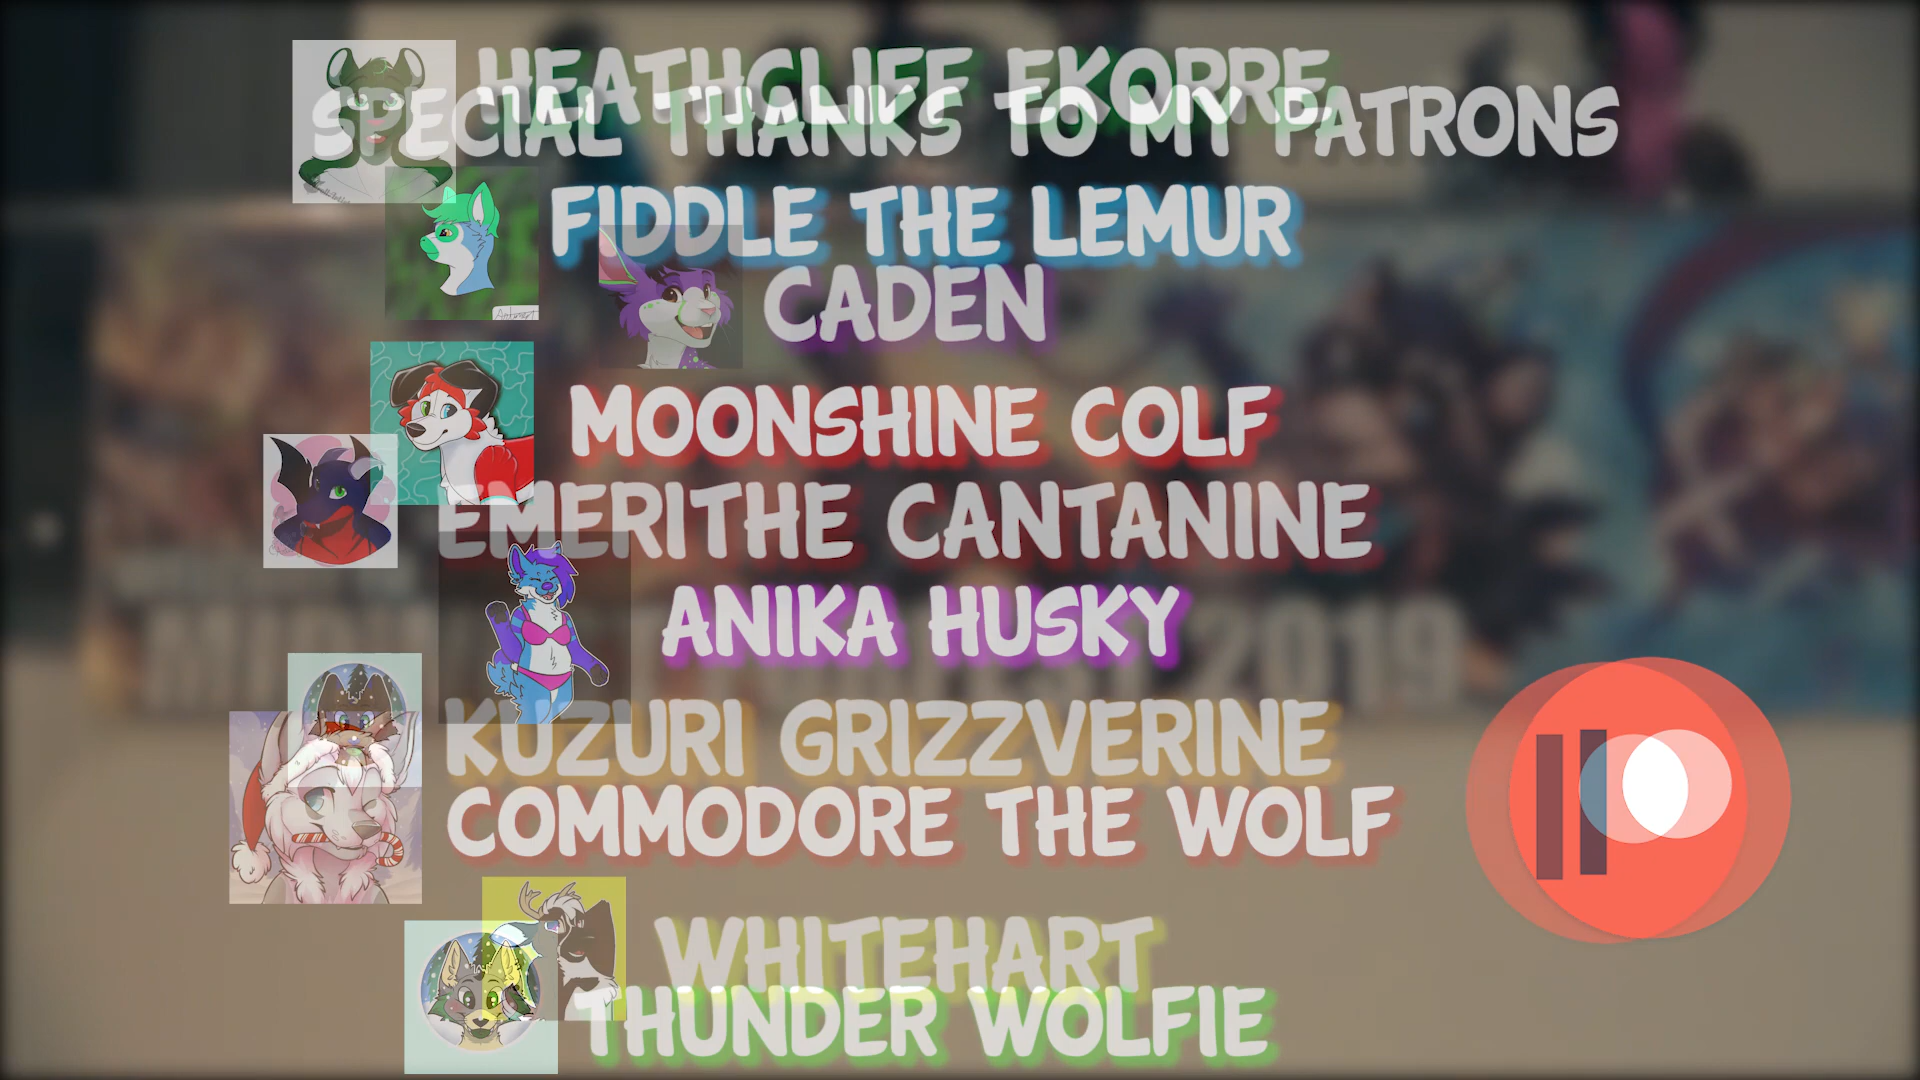 HEATHCLIFF EKORRE
SPECIAL THANKS TO MY PATRONS
FIDDLE THE LEMUR
CADEN
MOONSHINE COLF
EMERITHE CANTANINE
ANIKA HUSKY
2019
KUZURI GRIZZVERINE
COMMODORE THE WOLF
WHITEHART
THUNDER WOLFIE